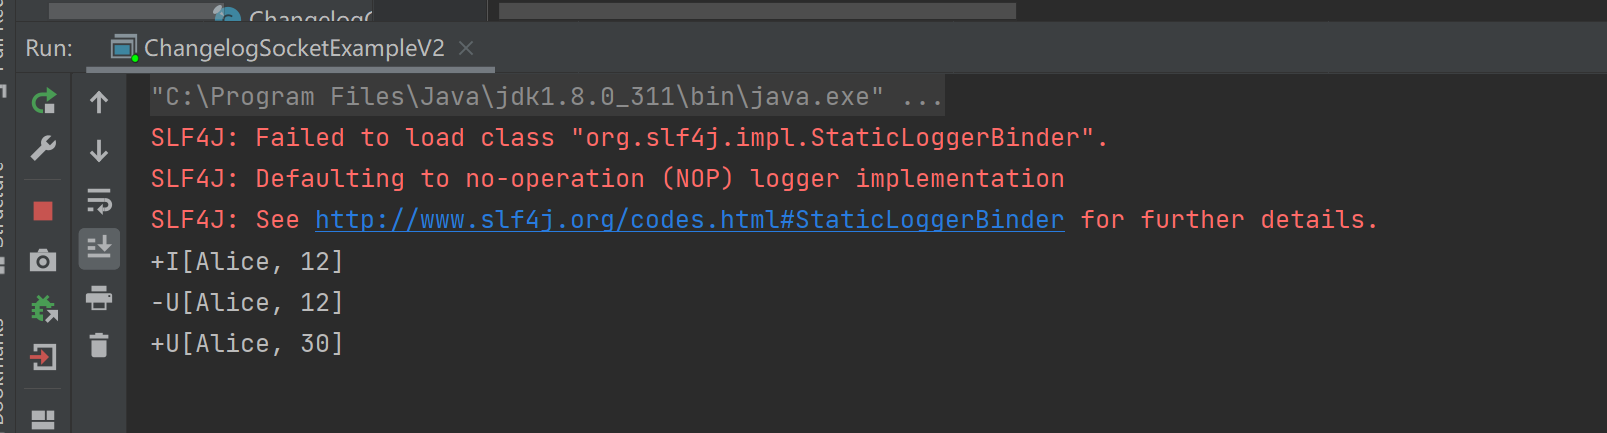 Run:
ChangelogSocketExampleV2
"C:\Program Files\Java\jdk1.8.0_311\bin\java.exe" ...
SLF4J: Failed to load class "org.slf4j.impl.StaticLoggerBinder".
SLF4J: Defaulting to no-operation (NOP) logger implementation
SLF4J: See http://www.slf4j.org/codes.html#StaticLoggerBinder for further details.
+I[Alice, 12]
-U[Alice, 12]
+U[Alice, 30]
Structure
Bookmarks